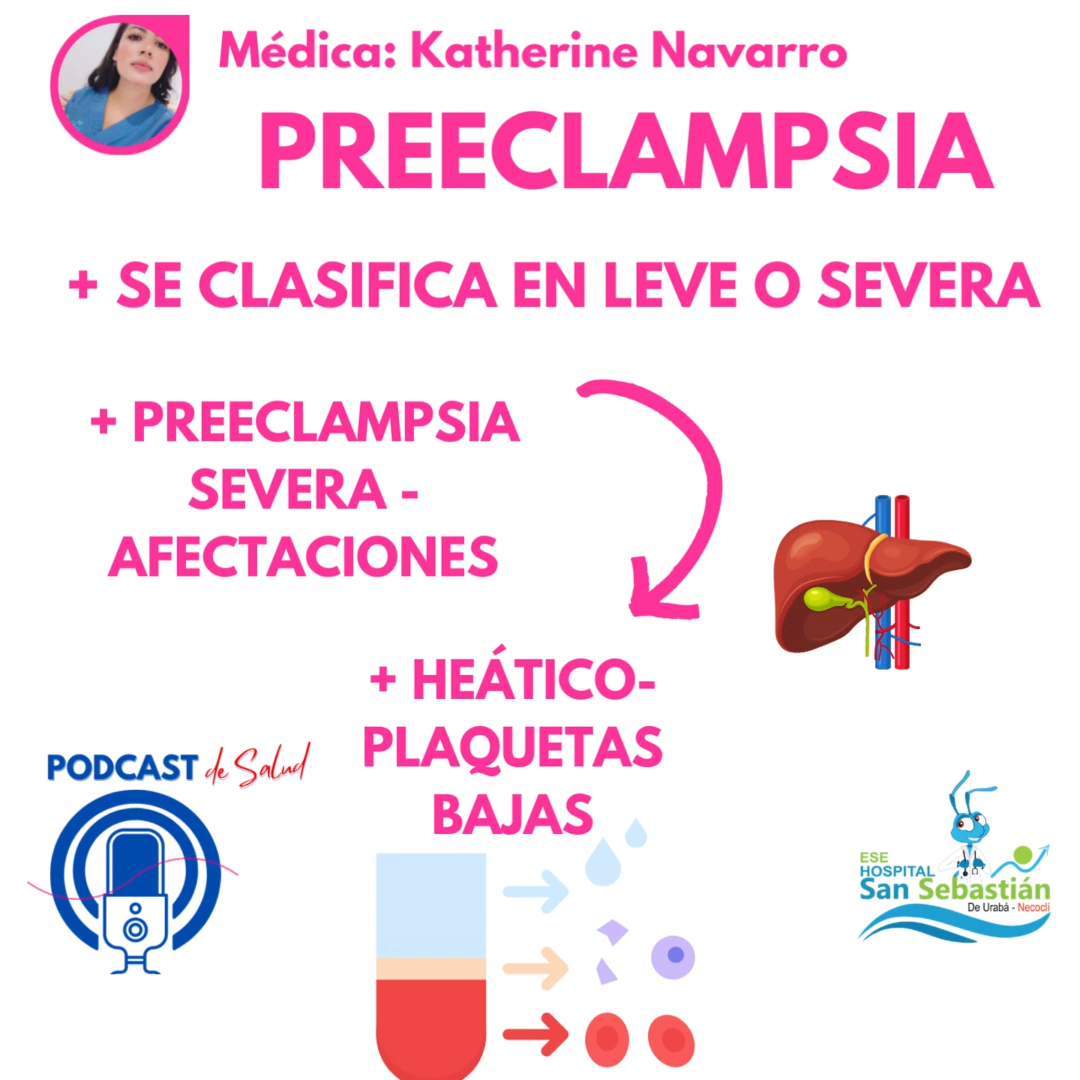 Médica: Katherine Navarro
PREECLAMPSIA
+ SE CLASIFICA EN LEVE O SEVERA
+ PREECLAMPSIA
SEVERA -
AFECTACIONES
+ HEÁTICO-
PLAQUETAS
BAJAS
PODCAST de Salud
ESE
HOSPITAL
San Sebastián
De Urabá - Necoclí